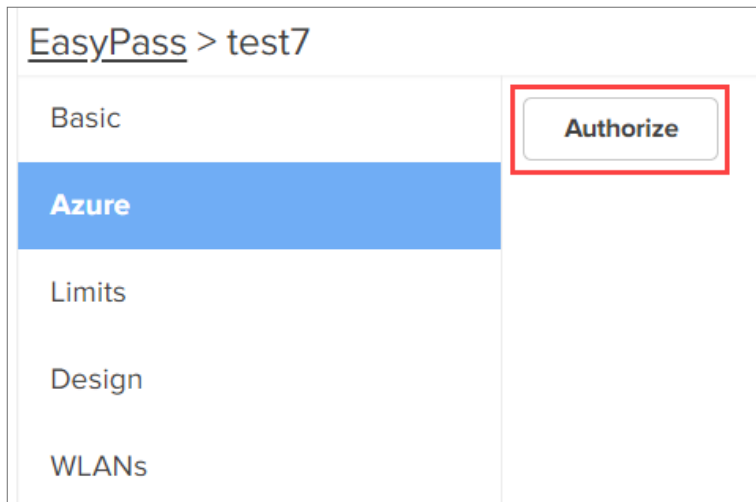 EasyPass > test7
Basic
Authorize
Azure
Limits
Design
WLANs